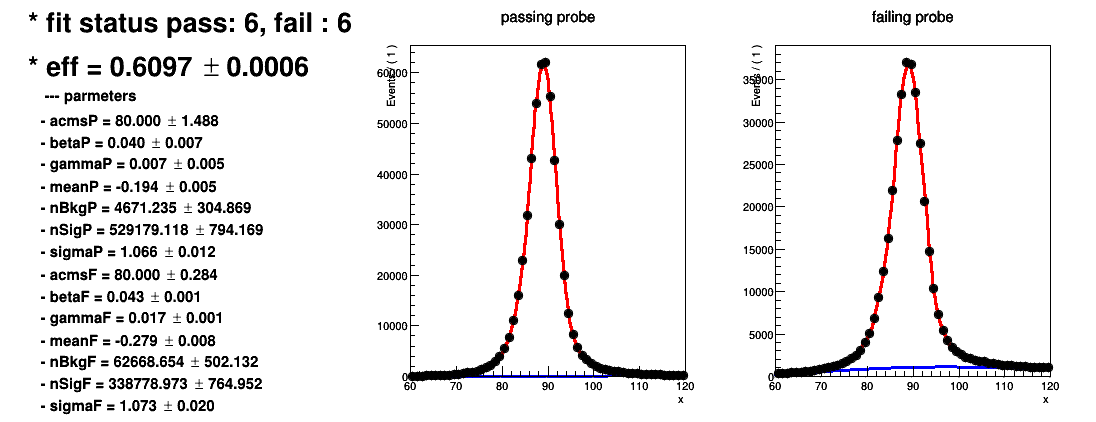 * fit status pass: 6, fail : 6
* eff = 0.6097 ± 0.0006
--- parmeters
- acmsP = 80.000 ± 1.488
- betaP = 0.040 ± 0.007
- gammaP = 0.007 ± 0.005
- meanP = -0.194 ± 0.005
- nBkgP = 4671.235 ± 304.869
- nSigP = 529179.118 ± 794.169
- sigmaP = 1.066 ± 0.012
- acmsF = 80.000 ± 0.284
- betaF = 0.043 ± 0.001
- gammaF = 0.017 ± 0.001
- meanF = -0.279 ± 0.008
- nBkgF = 62668.654 ± 502.132
- nSigF = 338778.973 ± 764.952
- sigmaF = 1.073 ± 0.020
passing probe
Events / ( 1 )
60000
50000
40000
30000
20000
10000
0
60 70 80 90 100 110 120
x
failing probe
Events / ( 1 )
35000
30000
25000
20000
15000
10000
5000
0
60 70 80 90 100 110 120
x